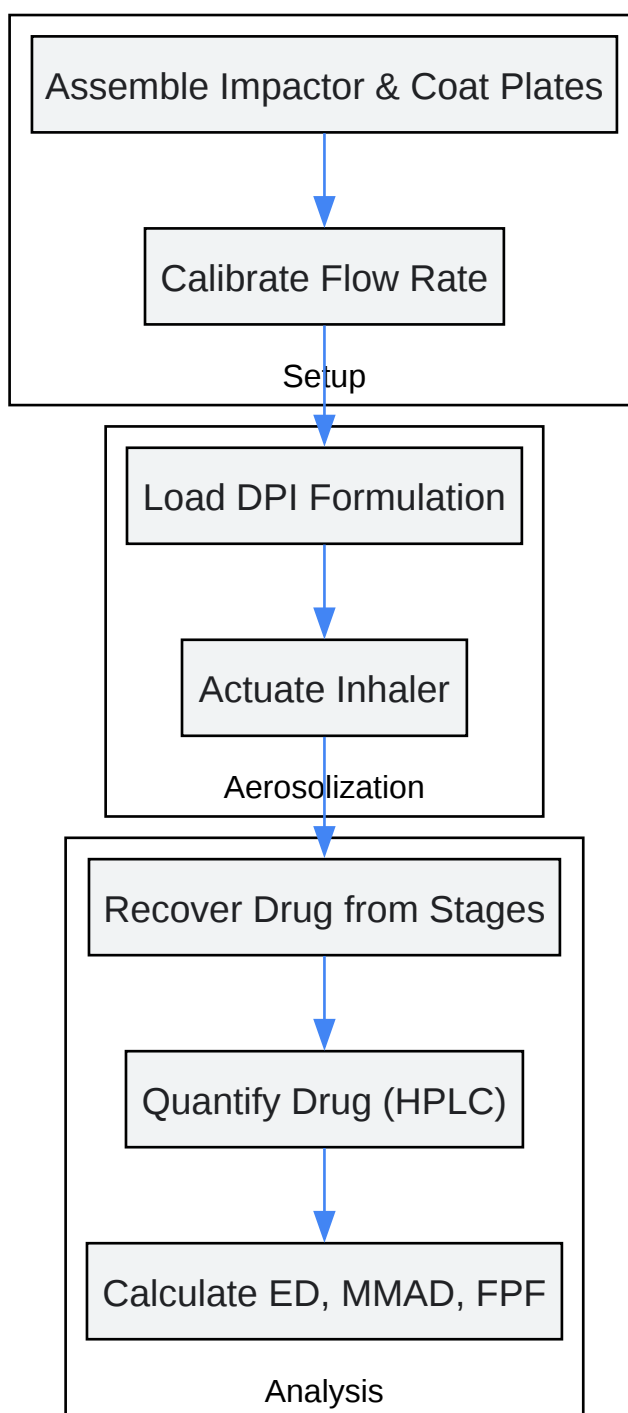 Assemble Impactor & Coat Plates
Calibrate Flow Rate
Setup
Load DPI Formulation
Actuate Inhaler
Aerosolization
Recover Drug from Stages
Quantify Drug (HPLC)
Calculate ED, MMAD, FPF
Analysis